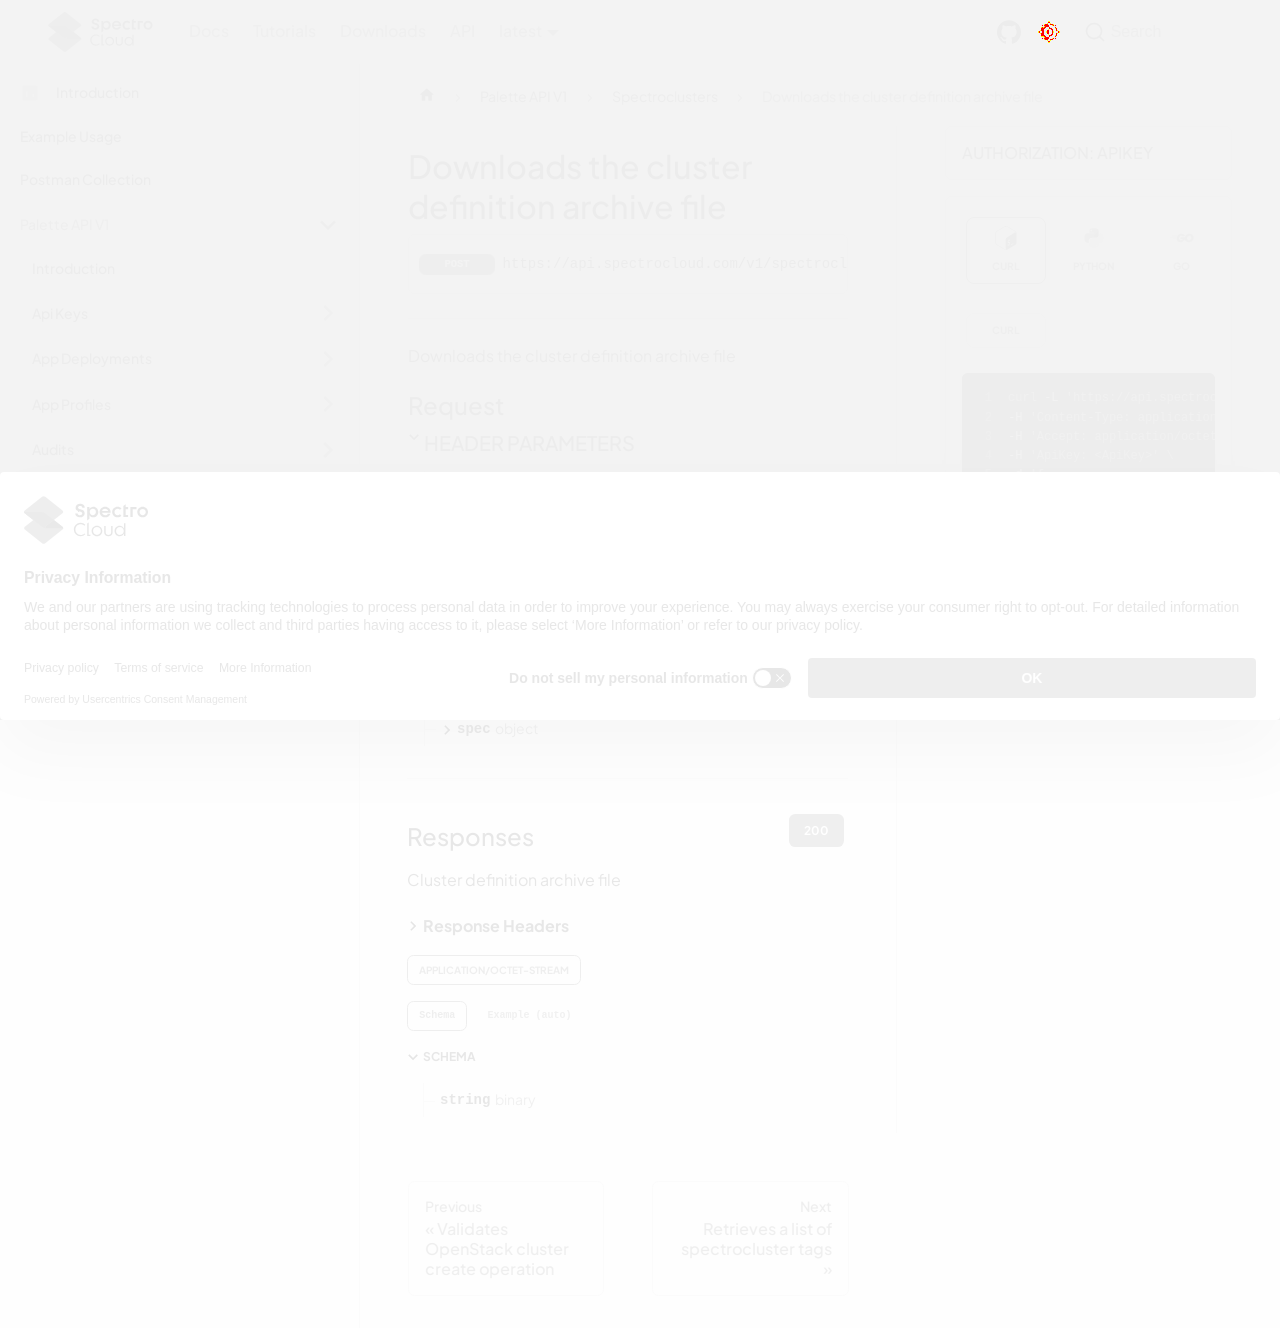 Spectro
Cloud
Docs Tutorials Downloads API latest
Search
Introduction
Example Usage
Postman Collection
Palette API V1
Introduction
Api Keys
App Deployments
App Profiles
Audits
Palette API V1
Spectroclusters
Downloads the cluster definition archive file
Downloads the cluster
definition archive file
https://api.spectrocloud.com/v1/spectrocl
Downloads the cluster definition archive file
Request
HEADER PARAMETERS
AUTHORIZATION: APIKEY
CURL
PYTHON
GO
CURL
Spectro
Cloud
Privacy Information
We and our partners are using tracking technologies to process personal data in order to improve your experience. You may always exercise your consumer right to opt-out. For detailed information
about personal information we collect and third parties having access to it, please select 'More Information' or refer to our privacy policy.
Privacy policy Terms of service More Information
Do not sell my personal information
OK
Powered by Usercentrics Consent Management
spec object
Responses
200
Cluster definition archive file
Response Headers
APPLICATION/OCTET-STREAM
Schema
Example (auto)
SCHEMA
string binary
Previous
« Validates
OpenStack cluster
create operation
Next
Retrieves a list of
spectrocluster tags
»